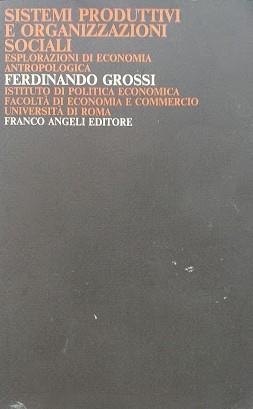 SISTEMI PRODUTTIVI
E ORGANIZZAZIONI
SOCIALI
ESPLORAZIONI DI ECONOMIA
ANTROPOLOGICA
FERDINANDO GROSSI
ISTITUTO DI POLITICA ECONOMICA
FACOLTÀ DI ECONOMIA E COMMERCIO
UNIVERSITÀ DI ROMA
FRANCO ANGELI EDITORE